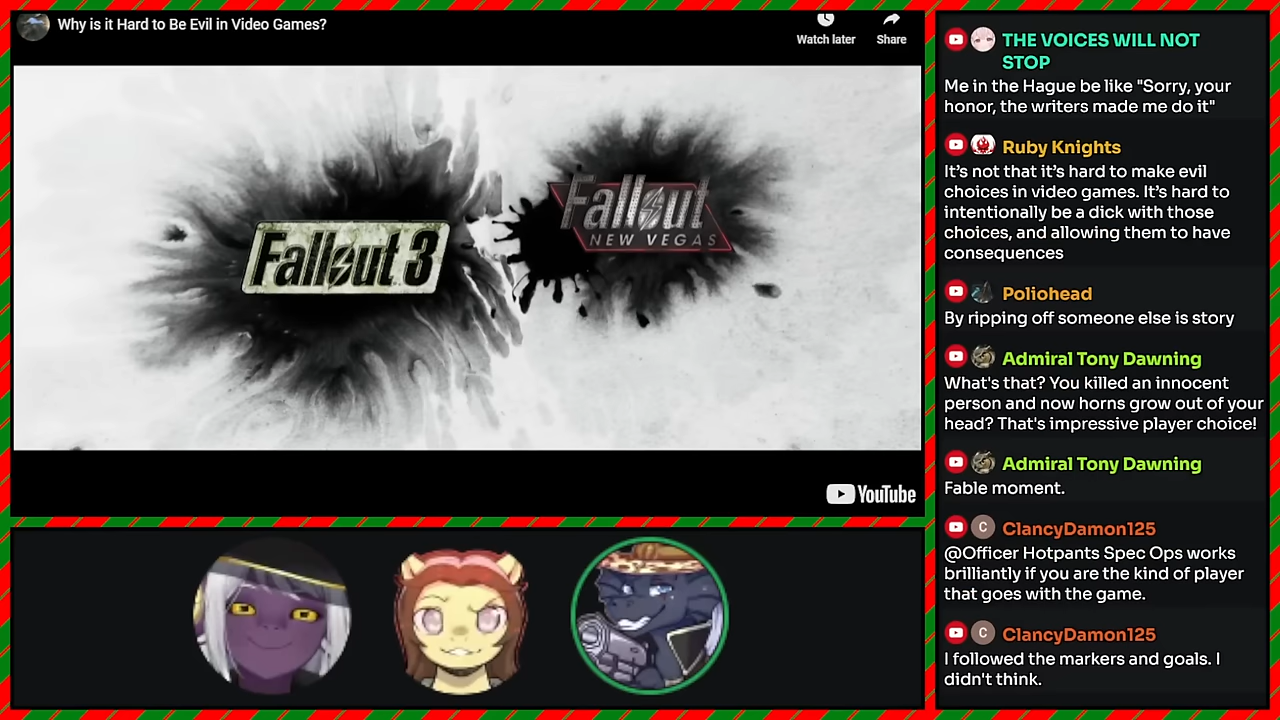 Why is it Hard to Be Evil in Video Games?
Watch later
Share
Fallout 3
Fallout
NEW VEGAS
YouTube
THE VOICES WILL NOT
STOP
Me in the Hague be like "Sorry, your
honor, the writers made me do it"
Ruby Knights
It’s not that it’s hard to make evil
choices in video games. It’s hard to
intentionally be a dick with those
choices, and allowing them to have
consequences
Poliohead
By ripping off someone else is story
Admiral Tony Dawning
What's that? You killed an innocent
person and now horns grow out of your
head? That's impressive player choice!
Admiral Tony Dawning
Fable moment.
C
ClancyDamon125
@Officer Hotpants Spec Ops works
brilliantly if you are the kind of player
that goes with the game.
C
ClancyDamon125
I followed the markers and goals. I
didn't think.